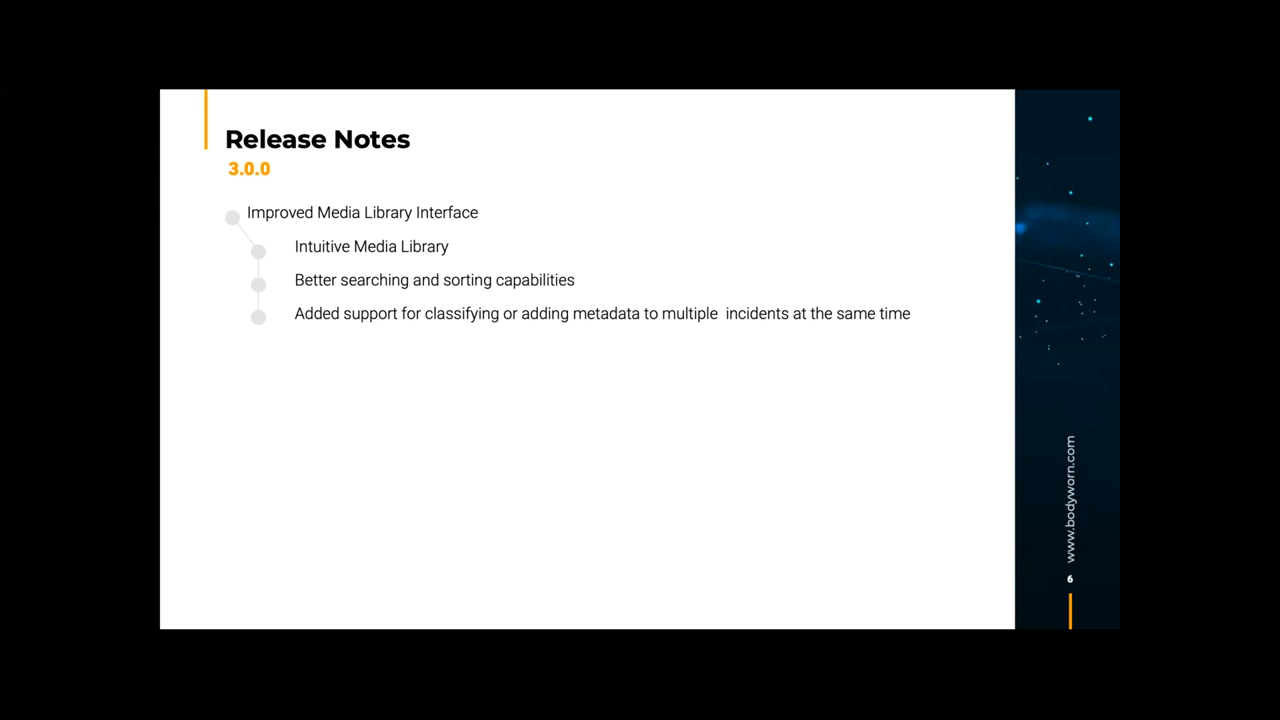 Release Notes
3.0.0
Improved Media Library Interface
Intuitive Media Library
Better searching and sorting capabilities
Added support for classifying or adding metadata to multiple  incidents at the same time
www.bodyworn.com
6